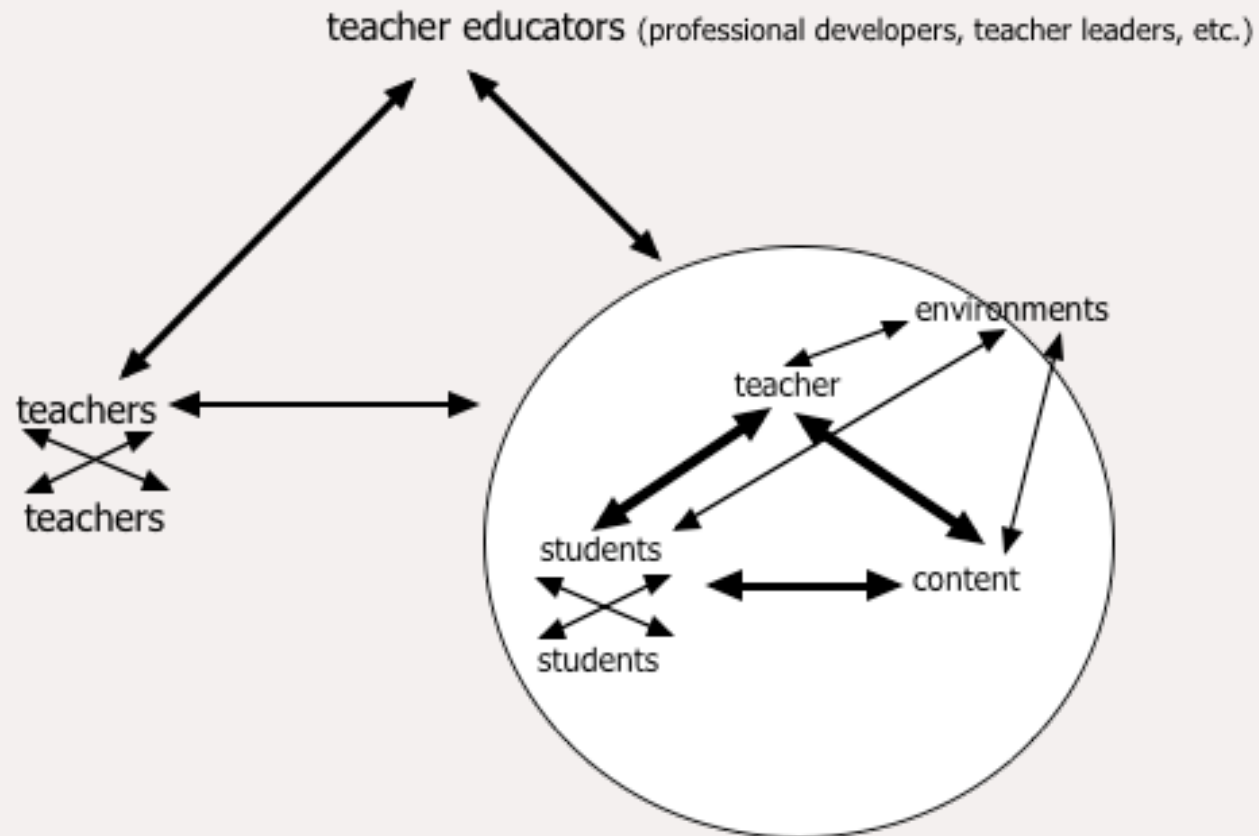 teacher educators (professional developers, teacher leaders, etc.)
environments
teacher
teachers
teachers
students
content
students